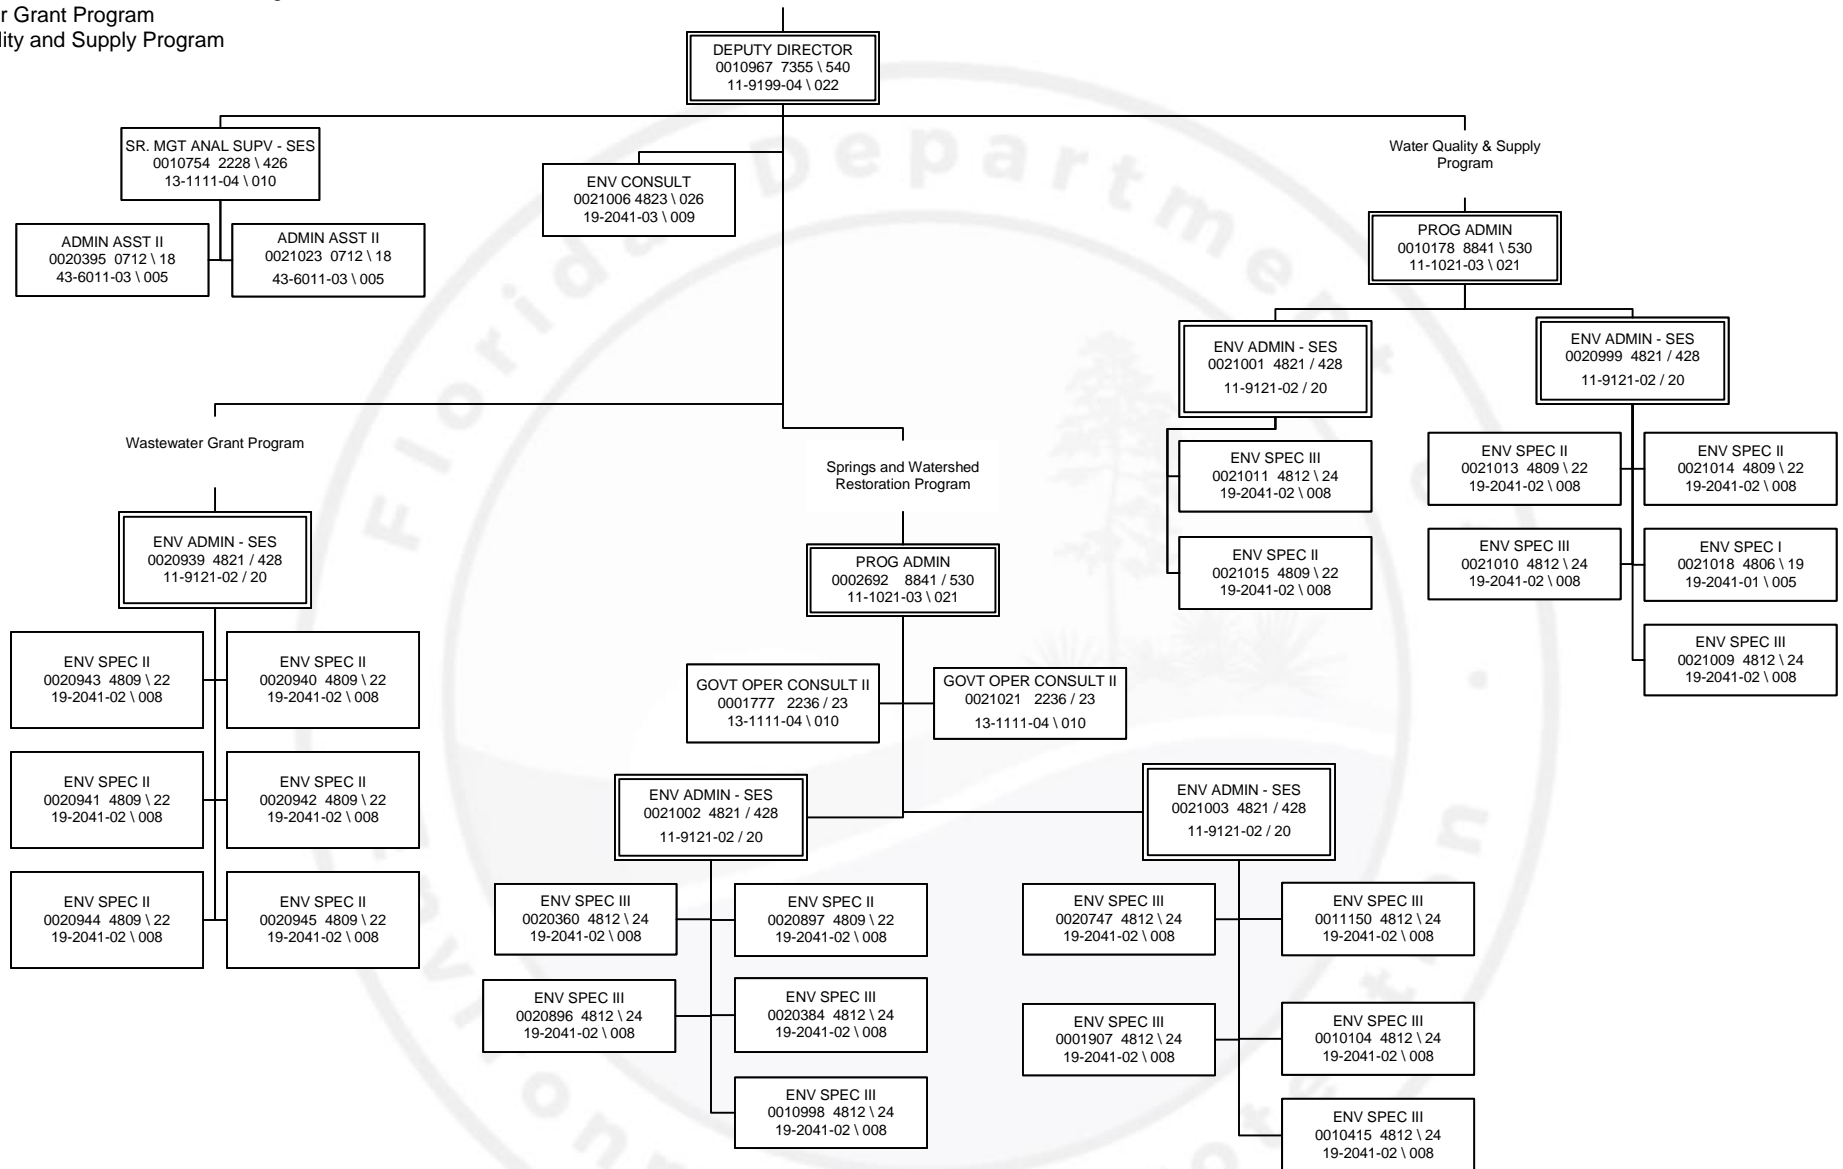 r Grant Program
lity and Supply Program
DEPUTY DIRECTOR
0010967 7355 \ 540
11-9199-04 \ 022
SR. MGT ANAL SUPV - SES
0010754 2228 \ 426
13-1111-04 \ 010
ADMIN ASST II
0020395 0712 \ 18
43-6011-03 \ 005
ADMIN ASST II
0021023 0712 \ 18
43-6011-03 \ 005
ENV CONSULT
0021006 4823 \ 026
19-2041-03 \ 009
Water Quality & Supply
Program
PROG ADMIN
0010178 8841 \ 530
11-1021-03 \ 021
ENV ADMIN - SES
0021001 4821 / 428
11-9121-02 / 20
ENV ADMIN - SES
0020999 4821 / 428
11-9121-02 / 20
ENV SPEC III
0021011 4812 \ 24
19-2041-02 \ 008
ENV SPEC II
0021015 4809 \ 22
19-2041-02 \ 008
ENV SPEC II
0021013 4809 \ 22
19-2041-02 \ 008
ENV SPEC II
0021014 4809 \ 22
19-2041-02 \ 008
ENV SPEC III
0021010 4812 \ 24
19-2041-02 \ 008
ENV SPEC I
0021018 4806 \ 19
19-2041-01 \ 005
ENV SPEC III
0021009 4812 \ 24
19-2041-02 \ 008
Wastewater Grant Program
ENV ADMIN - SES
0020939 4821 / 428
11-9121-02 / 20
ENV SPEC II
0020943 4809 \ 22
19-2041-02 \ 008
ENV SPEC II
0020940 4809 \ 22
19-2041-02 \ 008
ENV SPEC II
0020941 4809 \ 22
19-2041-02 \ 008
ENV SPEC II
0020942 4809 \ 22
19-2041-02 \ 008
ENV SPEC II
0020944 4809 \ 22
19-2041-02 \ 008
ENV SPEC II
0020945 4809 \ 22
19-2041-02 \ 008
Springs and Watershed
Restoration Program
PROG ADMIN
0002692 8841 / 530
11-1021-03 \ 021
GOVT OPER CONSULT II
0001777 2236 / 23
13-1111-04 \ 010
GOVT OPER CONSULT II
0021021 2236 / 23
13-1111-04 \ 010
ENV ADMIN - SES
0021002 4821 / 428
11-9121-02 / 20
ENV ADMIN - SES
0021003 4821 / 428
11-9121-02 / 20
ENV SPEC III
0020360 4812 \ 24
19-2041-02 \ 008
ENV SPEC II
0020897 4809 \ 22
19-2041-02 \ 008
ENV SPEC III
0020896 4812 \ 24
19-2041-02 \ 008
ENV SPEC III
0020384 4812 \ 24
19-2041-02 \ 008
ENV SPEC III
0010998 4812 \ 24
19-2041-02 \ 008
ENV SPEC III
0020747 4812 \ 24
19-2041-02 \ 008
ENV SPEC III
0011150 4812 \ 24
19-2041-02 \ 008
ENV SPEC III
0001907 4812 \ 24
19-2041-02 \ 008
ENV SPEC III
0010104 4812 \ 24
19-2041-02 \ 008
ENV SPEC III
0010415 4812 \ 24
19-2041-02 \ 008
Florida Department